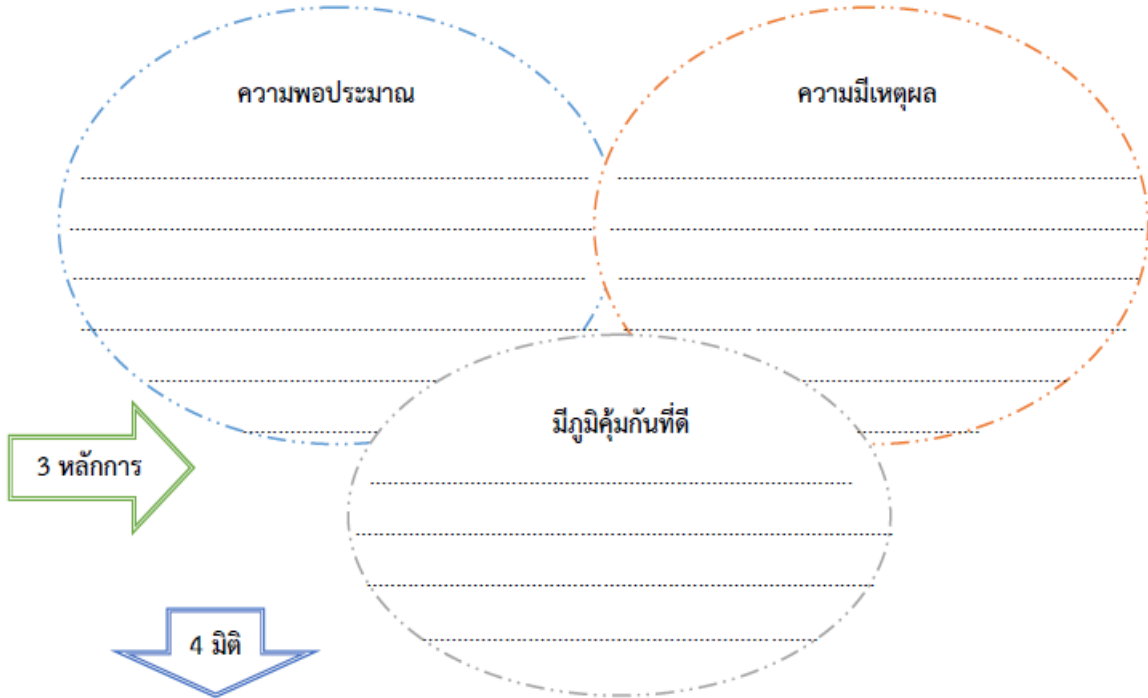 ความพอประมาณ
ความมีเหตุผล
มีภูมิคุ้มกันที่ดี
3 หลักการ
4 มิติ